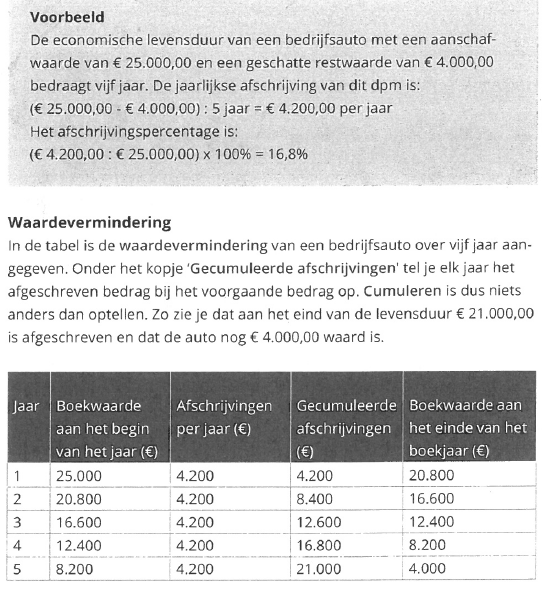 Voorbeeld
De economische levensduur van een bedrijfsauto met een aanschaf-
waarde van € 25.000,00 en een geschatte restwaarde van € 4.000,00
bedraagt vijf jaar. De jaarlijkse afschrijving van dit dpm is:
(€ 25.000,00 - € 4.000,00) : 5 jaar = € 4.200,00 per jaar
Het afschrijvingspercentage is:
(€ 4.200,00 : € 25.000,00) x 100% = 16,8%
Waardevermindering
In de tabel is de waardevermindering van een bedrijfsauto over vijf jaar aan-
gegeven. Onder het kopje 'Gecumuleerde afschrijvingen' tel je elk jaar het
afgeschreven bedrag bij het voorgaande bedrag op. Cumuleren is dus niets
anders dan optellen. Zo zie je dat aan het eind van de levensduur € 21.000,00
is afgeschreven en dat de auto nog € 4.000,00 waard is.
Jaar Boekwaarde Afschrijvingen Gecumuleerde Boekwaarde aan
aan het begin per jaar (€) afschrijvingen het einde van het
van het jaar (€) (€) boekjaar (€)
1 25.000 4.200 4.200 20.800
2 20.800 4.200 8.400 16.600
3 16.600 4.200 12.600 12.400
4 12.400 4.200 16.800 8.200
5 8.200 4.200 21.000 4.000